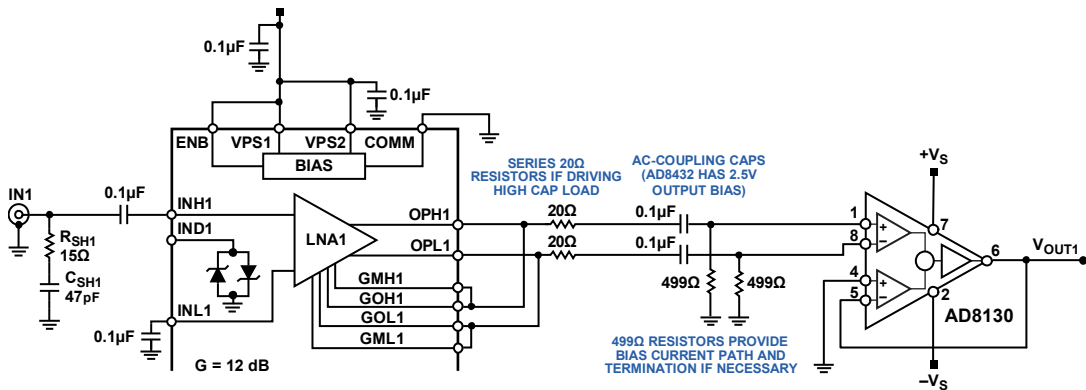 0.1µF
0.1µF
ENB
VPS1
VPS2
COMM
BIAS
SERIES 20Ω
RESISTORS IF DRIVING
HIGH CAP LOAD
AC-COUPLING CAPS
(AD8432 HAS 2.5V
OUTPUT BIAS)
+VS
IN1
0.1µF
INH1
IND1
RSH1
15Ω
CSH1
47pF
INL1
0.1µF
LNA1
OPH1
OPL1
GMH1
GOH1
GOL1
GML1
G = 12 dB
20Ω
20Ω
0.1µF
0.1µF
499Ω
499Ω
499Ω RESISTORS PROVIDE
BIAS CURRENT PATH AND
TERMINATION IF NECESSARY
1
8
4
5
7
6
2
+
–
+
–
VOUT1
AD8130
–VS